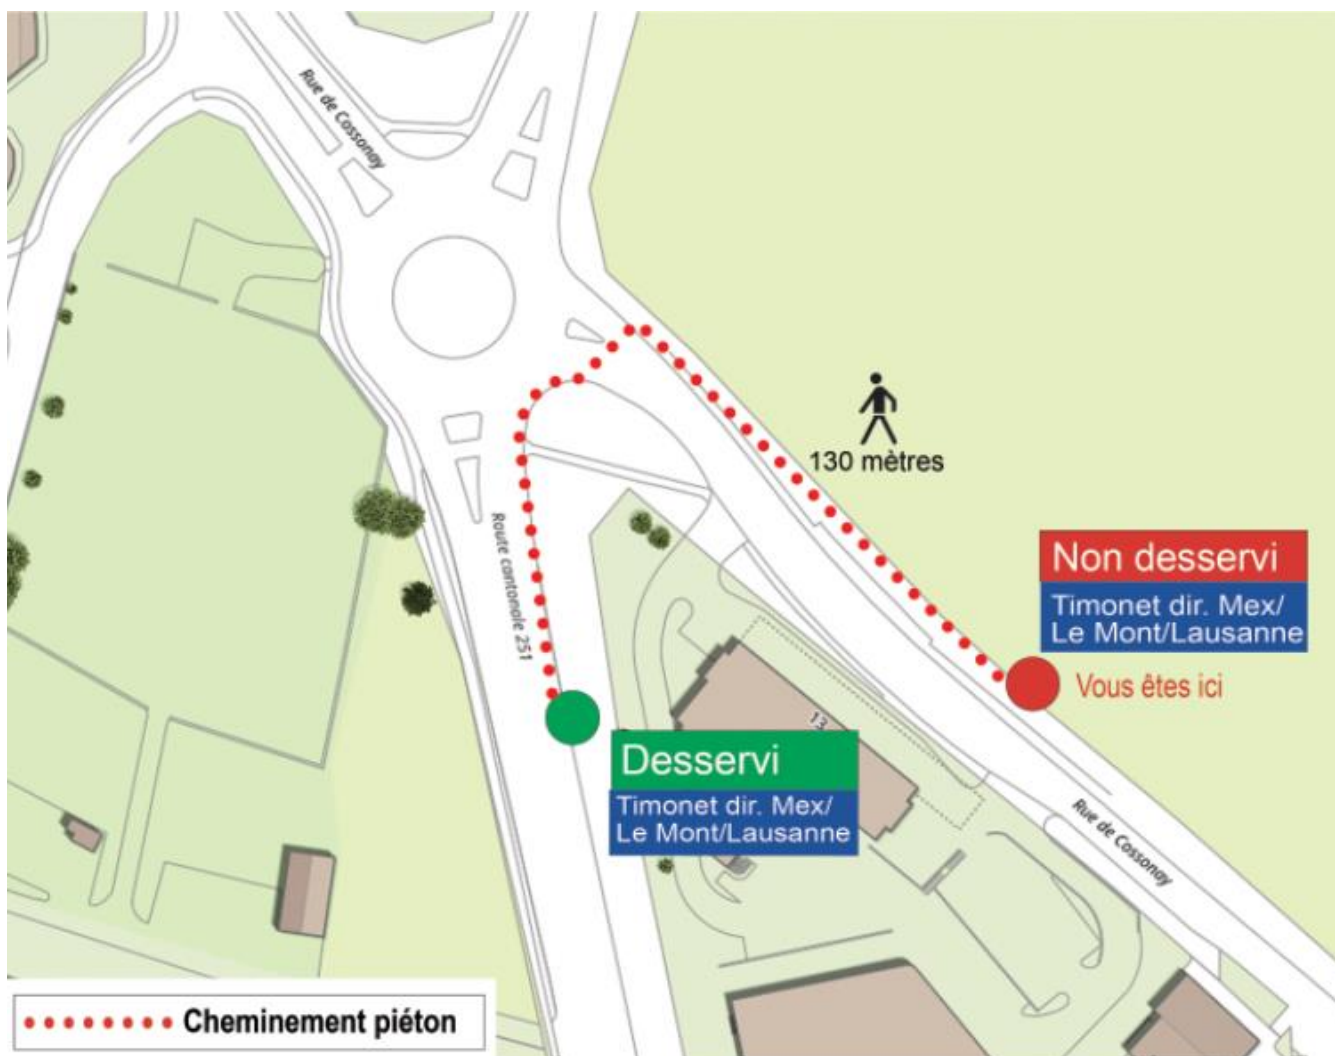 Rue de Cossonay
130 mètres
Route cantonale 251
Non desservi
Timonet dir. Mex/
Le Mont/Lausanne
Vous êtes ici
13
Desservi
Timonet dir. Mex/
Le Mont/Lausanne
Rue de Cossonay
Cheminement piéton